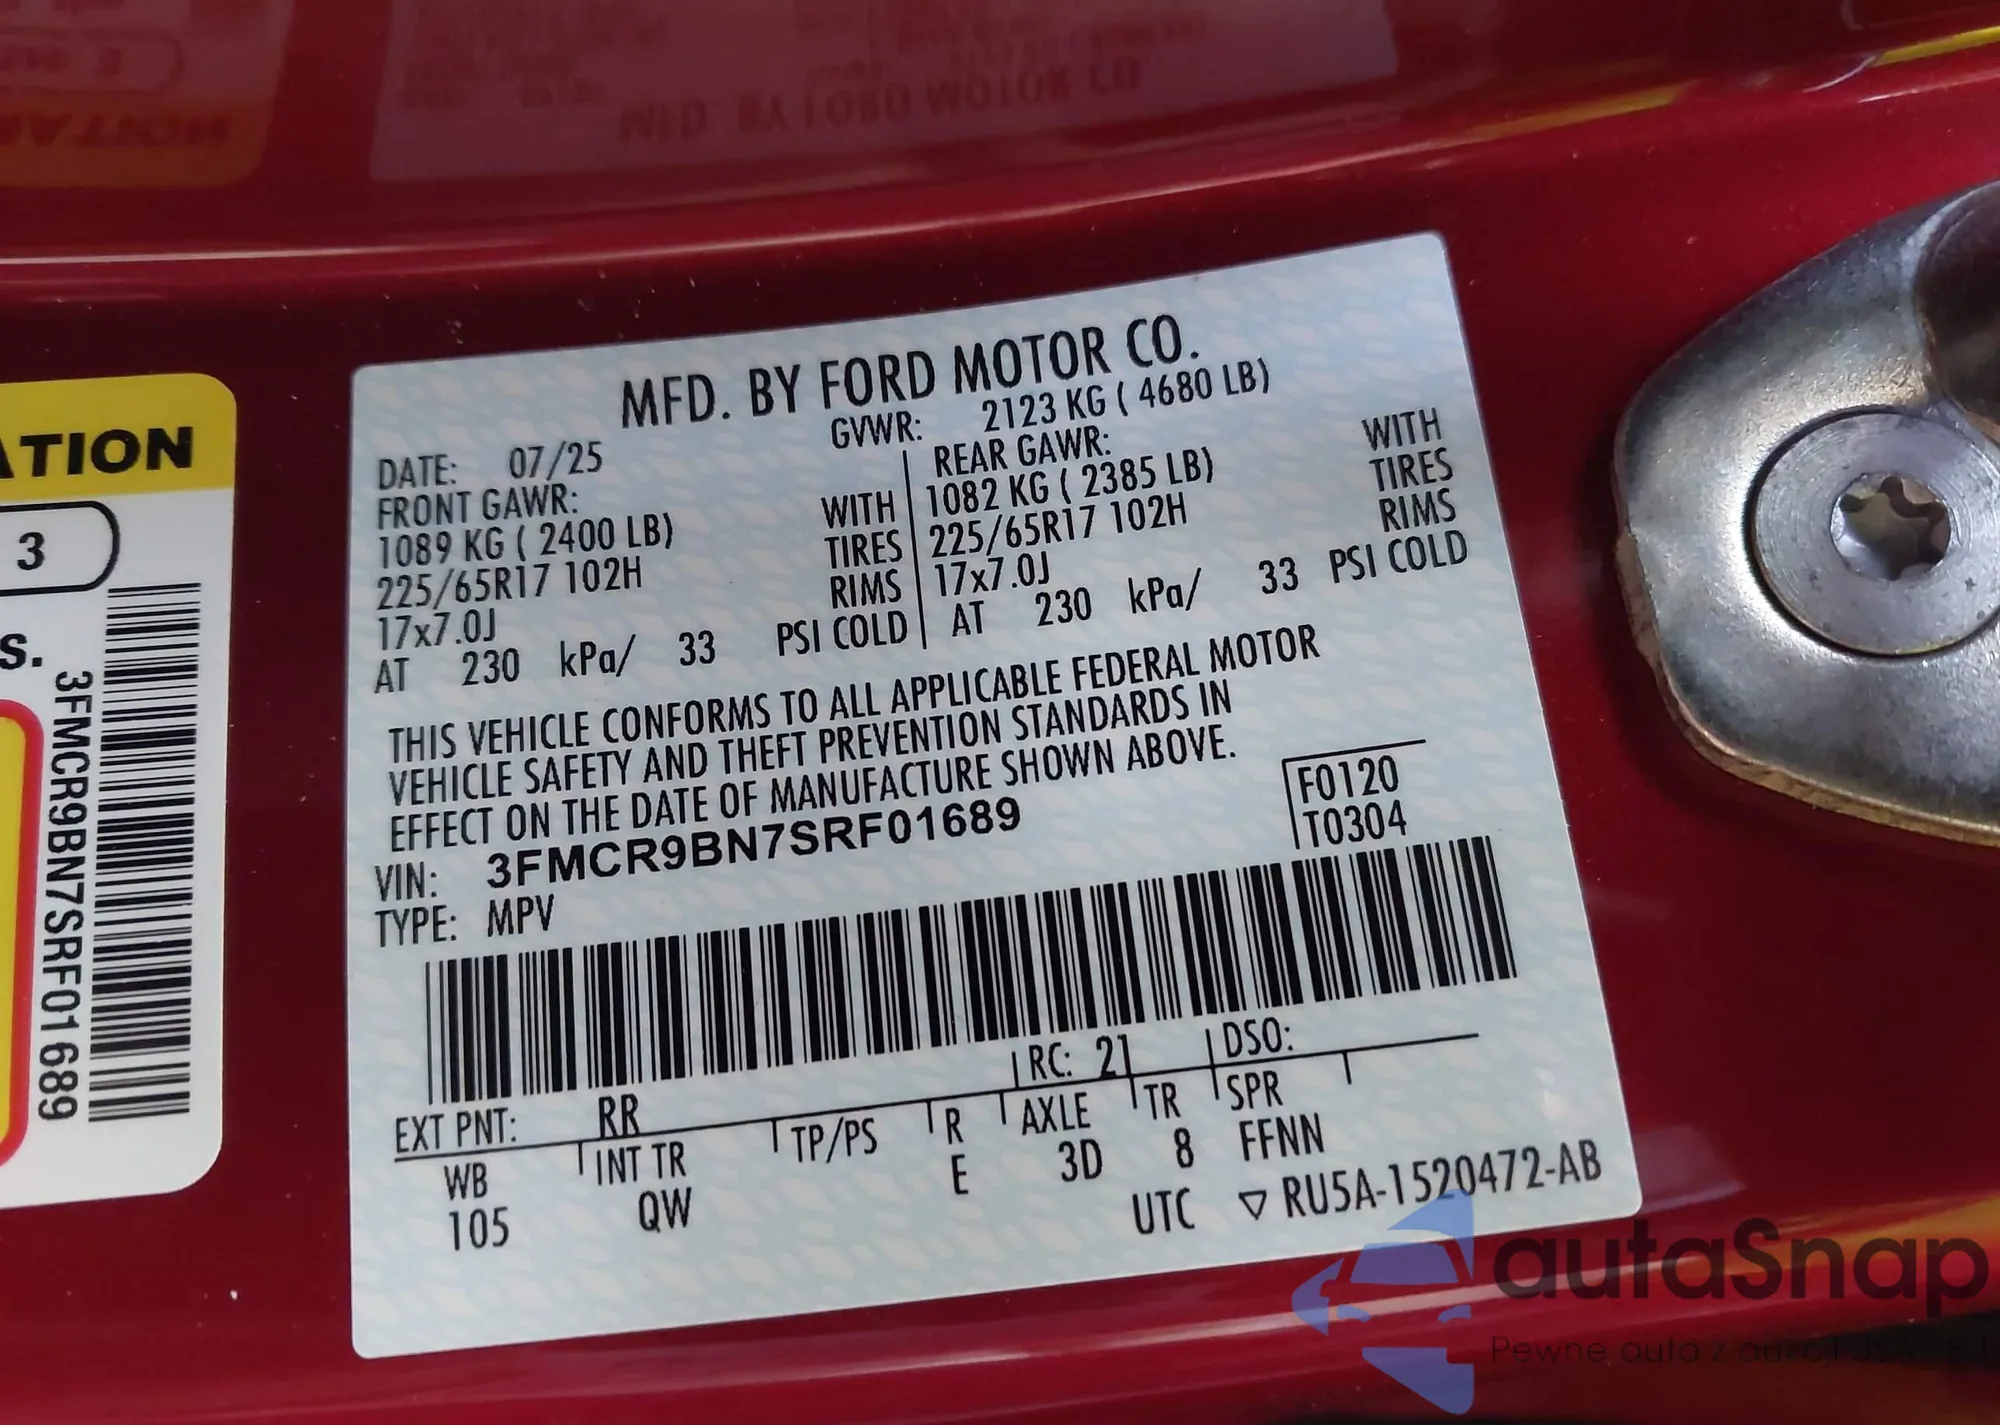 MFD. BY FORD MOTOR CO.
DATE: 07/25 GVWR: 2123 KG ( 4680 LB)
FRONT GAWR: REAR GAWR:
1089 KG ( 2400 LB) WITH 1082 KG ( 2385 LB) WITH
225/65R17 102H TIRES 225/65R17 102H TIRES
17x7.0J RIMS 17x7.0J RIMS
AT 230 kPa/ 33 PSI COLD AT 230 kPa/ 33 PSI COLD
THIS VEHICLE CONFORMS TO ALL APPLICABLE FEDERAL MOTOR
VEHICLE SAFETY AND THEFT PREVENTION STANDARDS IN
EFFECT ON THE DATE OF MANUFACTURE SHOWN ABOVE.
VIN: 3FMCR9BN7SRF01689 F0120
TYPE: MPV T0304
RC: 21 DSO:
EXT PNT: RR
WB INT TR TP/PS R AXLE TR SPR
105 QW E 3D 8 FFNN
UTC ▽ RU5A-1520472-AB
ATION
3
S.
3FMCR9BN7SRF01689
autaSnap
Pewne auta z aukcji USA